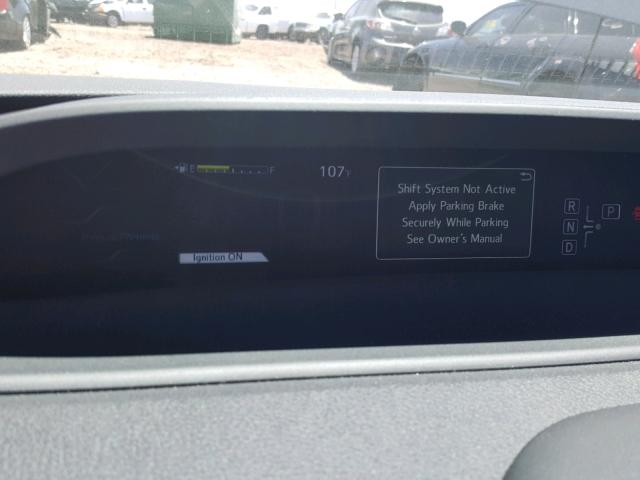 E F
107°F
Shift System Not Active
Apply Parking Brake
Securely While Parking
See Owner's Manual
R
P
N
D
Ignition ON